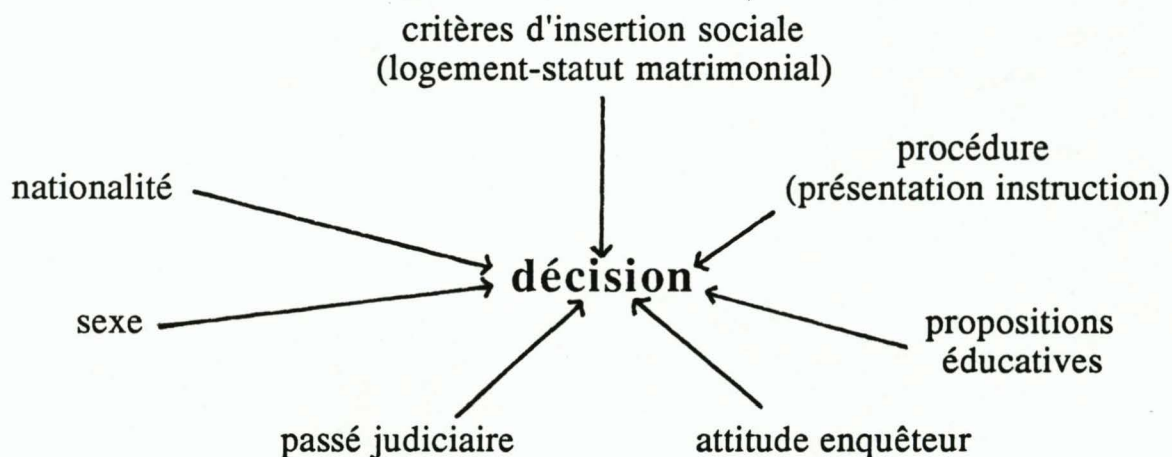 critères d'insertion sociale
(logement-statut matrimonial)
procédure
(présentation instruction)
nationalité
décision
sexe
propositions
éducatives
passé judiciaire
attitude enquêteur